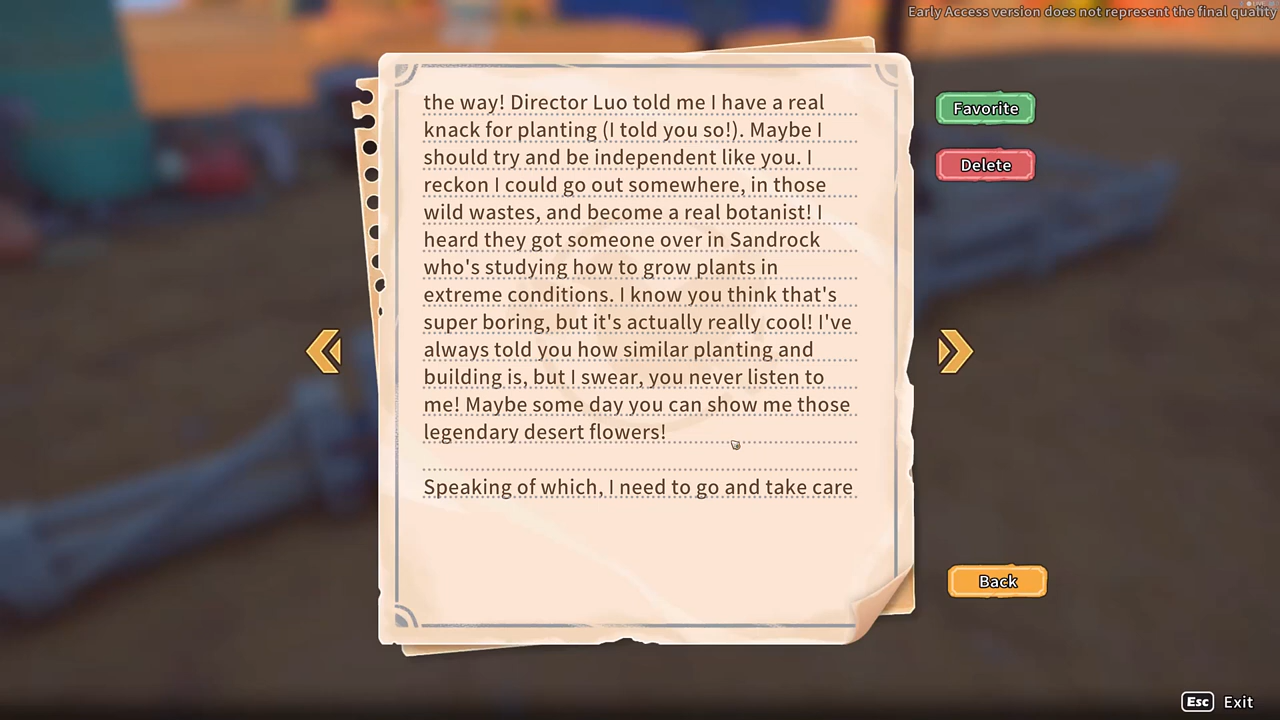 Early Access version does not represent the final quality
the way! Director Luo told me I have a real
knack for planting (I told you so!). Maybe I
should try and be independent like you. I
reckon I could go out somewhere, in those
wild wastes, and become a real botanist! I
heard they got someone over in Sandrock
who's studying how to grow plants in
extreme conditions. I know you think that's
super boring, but it's actually really cool! I've
always told you how similar planting and
building is, but I swear, you never listen to
me! Maybe some day you can show me those
legendary desert flowers!
Speaking of which, I need to go and take care
Favorite
Delete
Back
Esc Exit